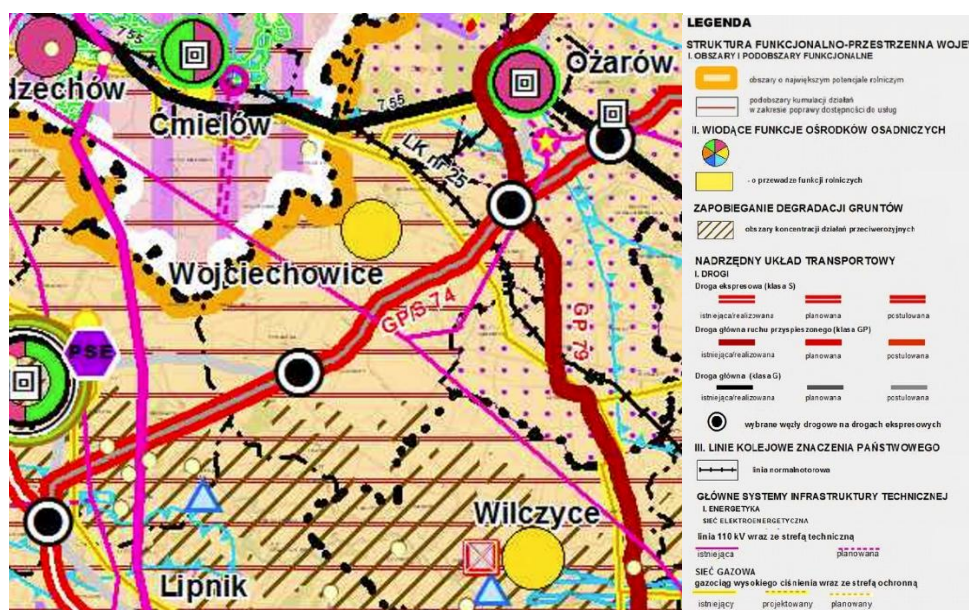 755
Ożarów
dzechów
Ćmielów
755
LK nr 25
Wojciechowice
GP/S 74
GP 79
PSE
Wilczyce
Lipnik
LEGENDA
STRUKTURA FUNKCJONALNO-PRZESTRZENNA WOJE
I. OBSZARY I PODOBSZARY FUNKCJONALNE
obszary o największym potencjale rolniczym
podobszary kumulacji działań
w zakresie poprawy dostępności do usług
II. WIODĄCE FUNKCJE OŚRODKÓW OSADNICZYCH
- o przewadze funkcji rolniczych
ZAPOBIEGANIE DEGRADACJI GRUNTÓW
obszary koncentracji działań przeciwerozyjnych
NADRZĘDNY UKŁAD TRANSPORTOWY
I. DROGI
Droga ekspresowa (klasa S)
istniejąca/realizowana planowana postulowana
Droga główna ruchu przyspieszonego (klasa GP)
istniejąca/realizowana planowana postulowana
Droga główna (klasa G)
istniejąca/realizowana planowana postulowana
wybrane węzły drogowe na drogach ekspresowych
III. LINIE KOLEJOWE ZNACZENIA PAŃSTWOWEGO
linia normalnotorowa
GŁÓWNE SYSTEMY INFRASTRUKTURY TECHNICZNEJ
I. ENERGETYKA
SIEĆ ELEKTROENERGETYCZNA
linia 110 kV wraz ze strefą techniczną
istniejąca planowana
SIEĆ GAZOWA
gazociąg wysokiego ciśnienia wraz ze strefą ochronną
istniejący projektowany planowany